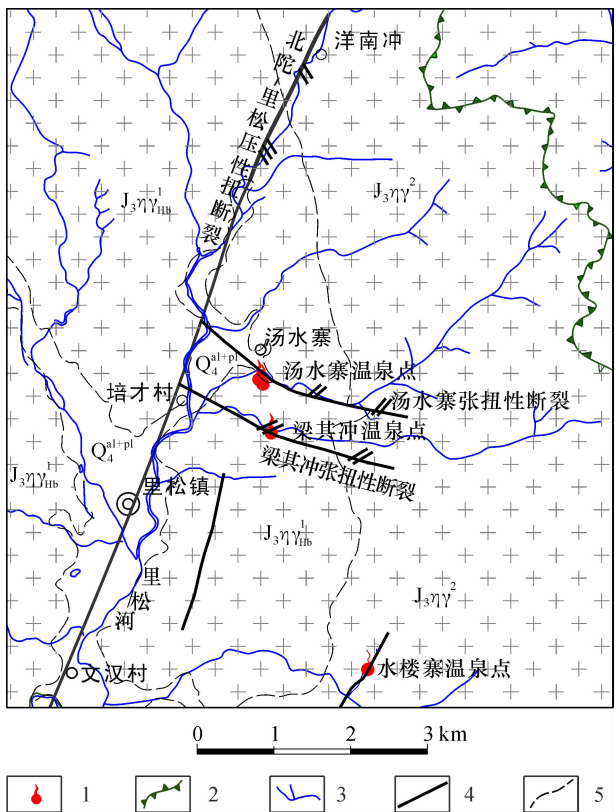 洋南冲
北陀里松压性扭断裂
J₃ηγ¹Hb
J₃ηγ²
汤水寨
Q₄ᵃˡ⁺ᵖˡ
汤水寨温泉点
汤水寨张扭性断裂
培才村
梁其冲温泉点
Q₄ᵃˡ⁺ᵖˡ
梁其冲张扭性断裂
J₃ηγ¹Hb
里松镇
J₃ηγ¹Hb
J₃ηγ²
里松河
文汉村
水楼寨温泉点
0 1 2 3 km
1 2 3 4 5